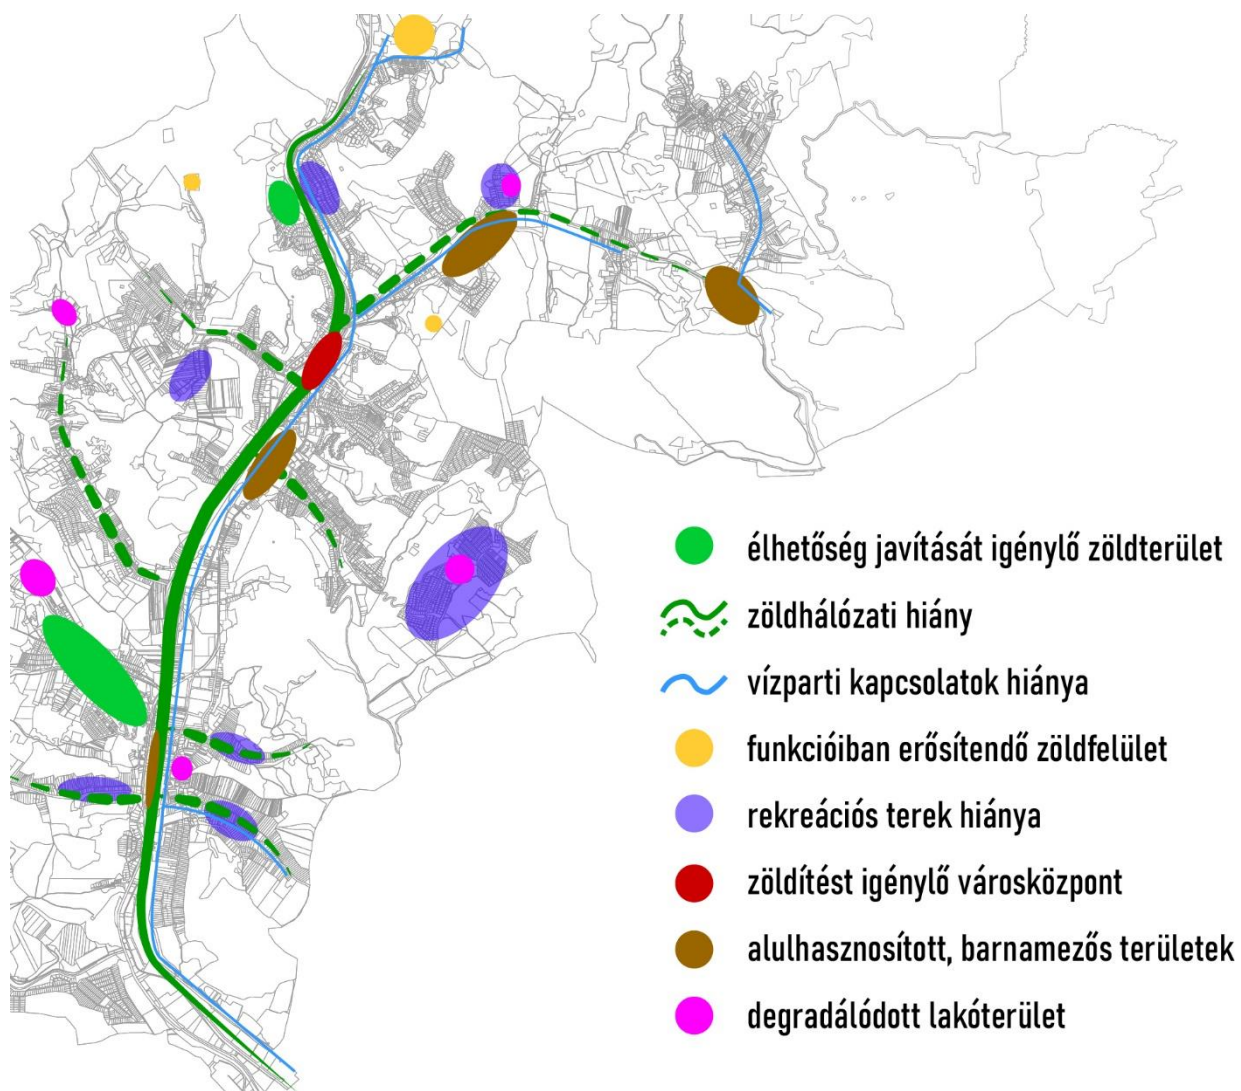 élhetőség javítását igénylő zöldterület
zöldhálózati hiány
vízparti kapcsolatok hiánya
funkcióiban erősítendő zöldfelület
rekreációs terek hiánya
zöldítést igénylő városközpont
alulhasznosított, barnamezős területek
degradálódott lakóterület